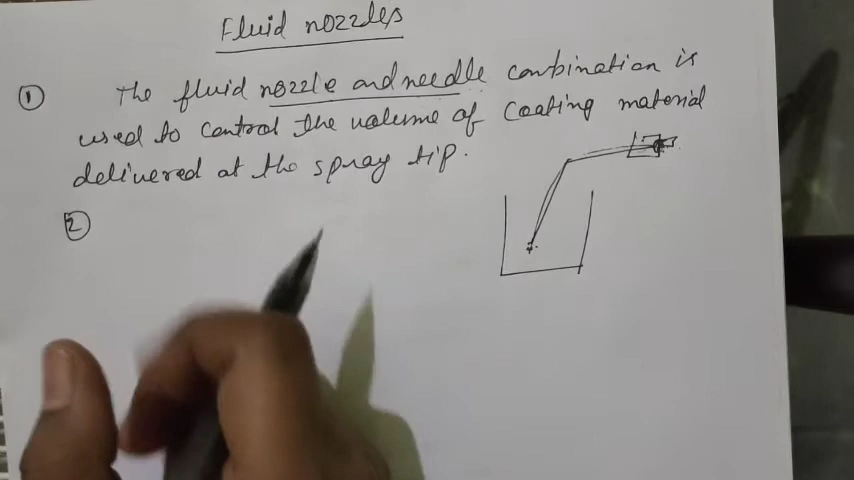 Fluid nozzles
① The fluid nozzle and needle combination is
used to control the volume of coating material
delivered at the spray tip.
②